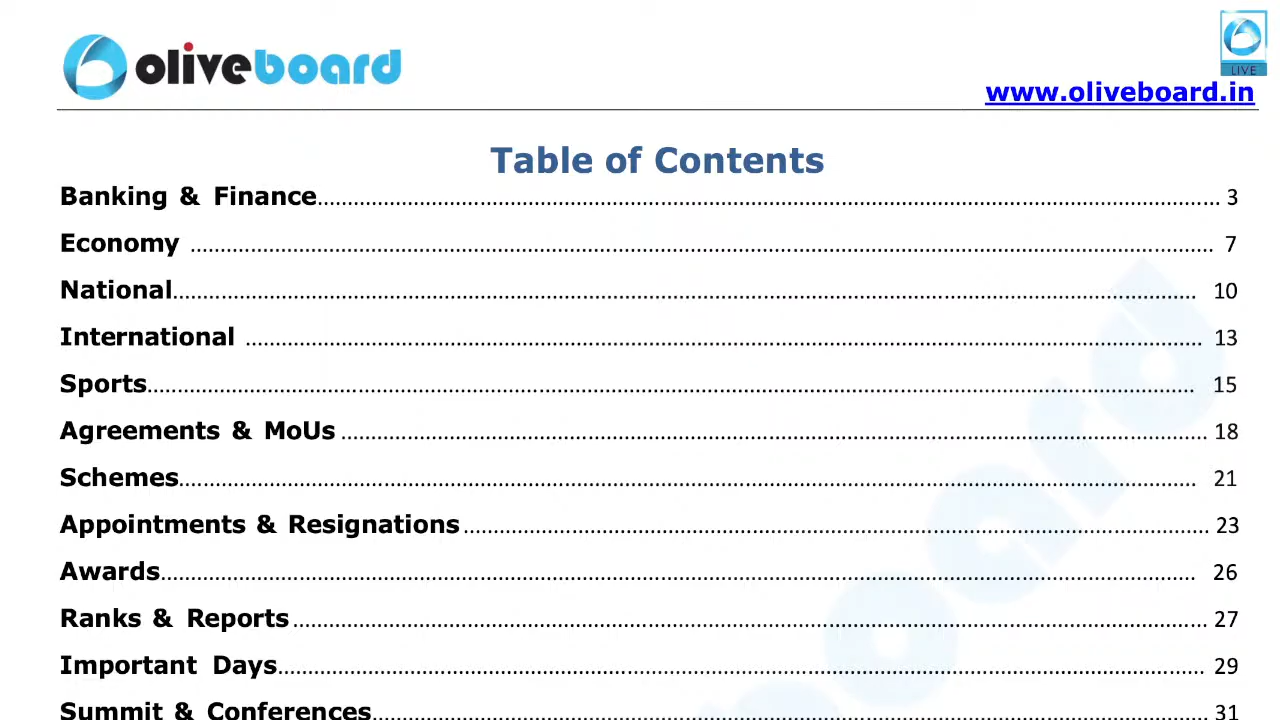 oliveboard
LIVE
www.oliveboard.in
Table of Contents
Banking & Finance 3
Economy 7
National 10
International 13
Sports 15
Agreements & MoUs 18
Schemes 21
Appointments & Resignations 23
Awards 26
Ranks & Reports 27
Important Days 29
Summit & Conferences 31